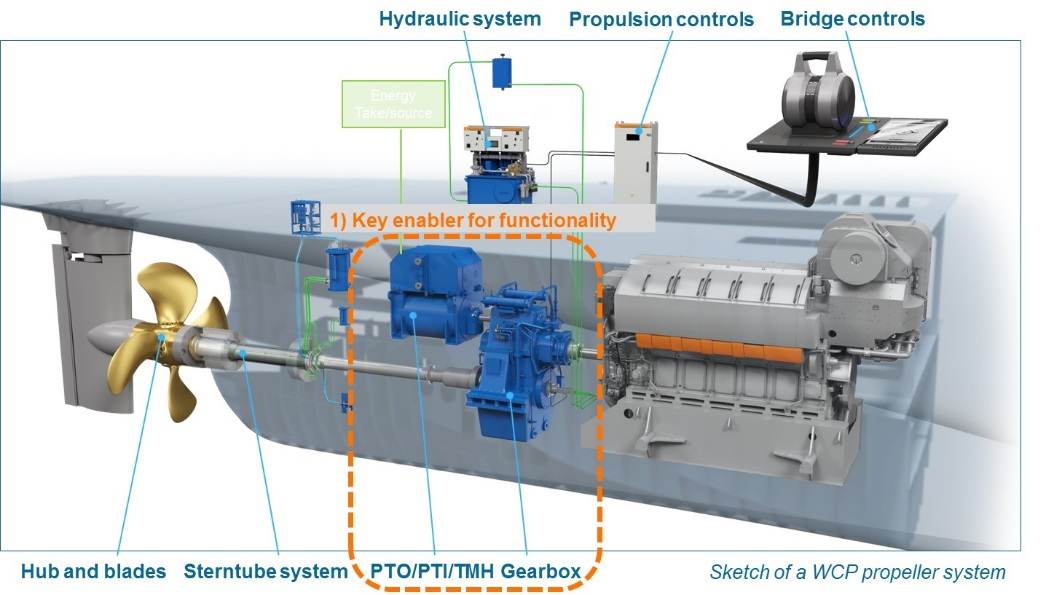 Hydraulic system Propulsion controls Bridge controls
Energy
Take/source
1) Key enabler for functionality
Hub and blades Sterntube system PTO/PTI/TMH Gearbox Sketch of a WCP propeller system